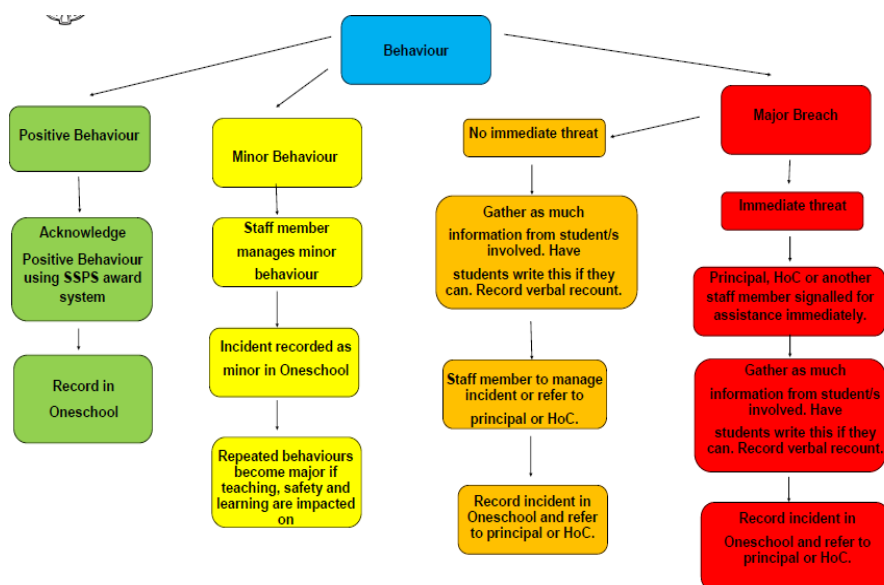 Behaviour
Positive Behaviour
Acknowledge
Positive Behaviour
using SSPS award
system
Record in
Oneschool
Minor Behaviour
Staff member
manages minor
behaviour
Incident recorded as
minor in Oneschool
Repeated behaviours
become major if
teaching, safety and
learning are impacted
on
No immediate threat
Gather as much
information from student/s
involved. Have
students write this if they
can. Record verbal recount.
Staff member to manage
incident or refer to
principal or HoC.
Record incident in
Oneschool and refer
to principal or HoC.
Major Breach
Immediate threat
Principal, HoC or another
staff member signalled for
assistance immediately.
Gather as much
information from student/s
involved. Have
students write this if they
can. Record verbal recount.
Record incident in
Oneschool and refer to
principal or HoC.